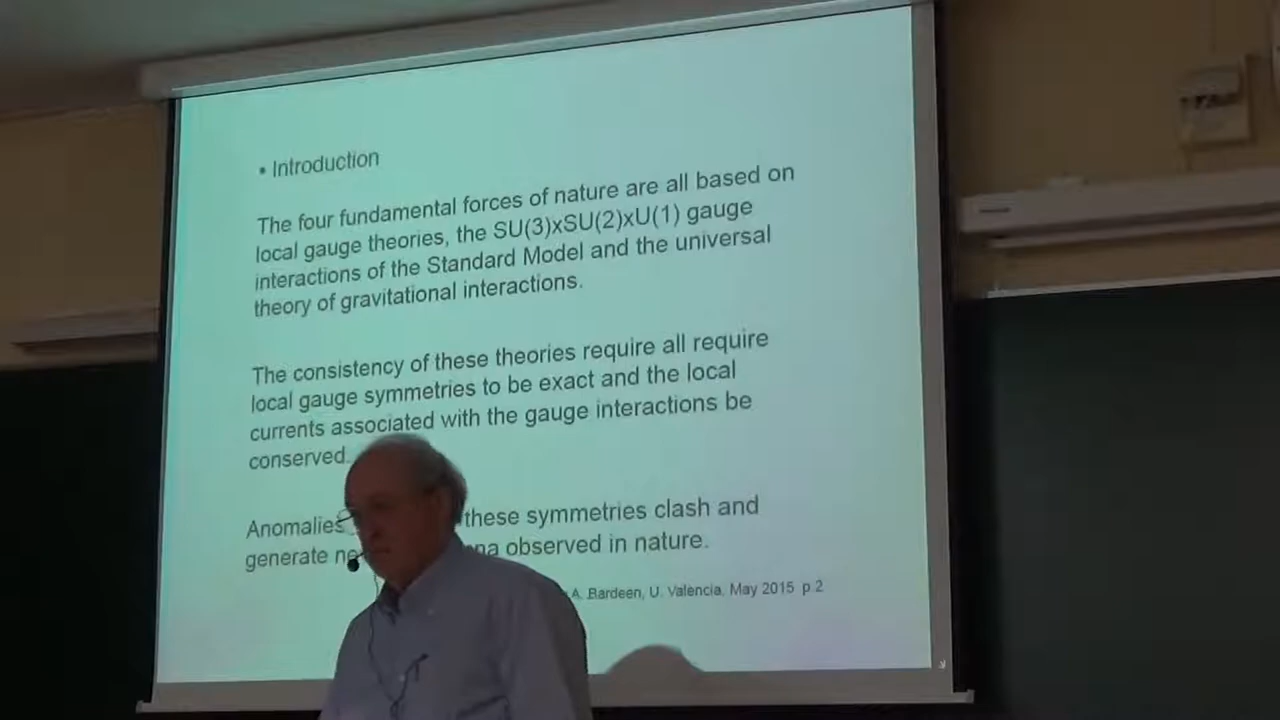 • Introduction
The four fundamental forces of nature are all based on
local gauge theories, the SU(3)xSU(2)xU(1) gauge
interactions of the Standard Model and the universal
theory of gravitational interactions.
The consistency of these theories require all require
local gauge symmetries to be exact and the local
currents associated with the gauge interactions be
conserved.
Anomalies these symmetries clash and
generate observed in nature.
A. Bardeen, U. Valencia, May 2015 p 2